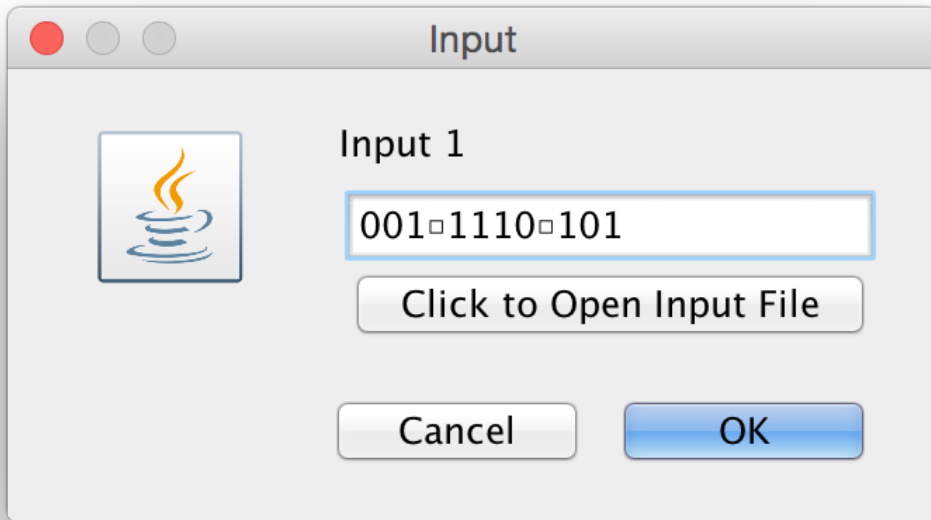 Input
Input 1
001□1110□101
Click to Open Input File
Cancel OK